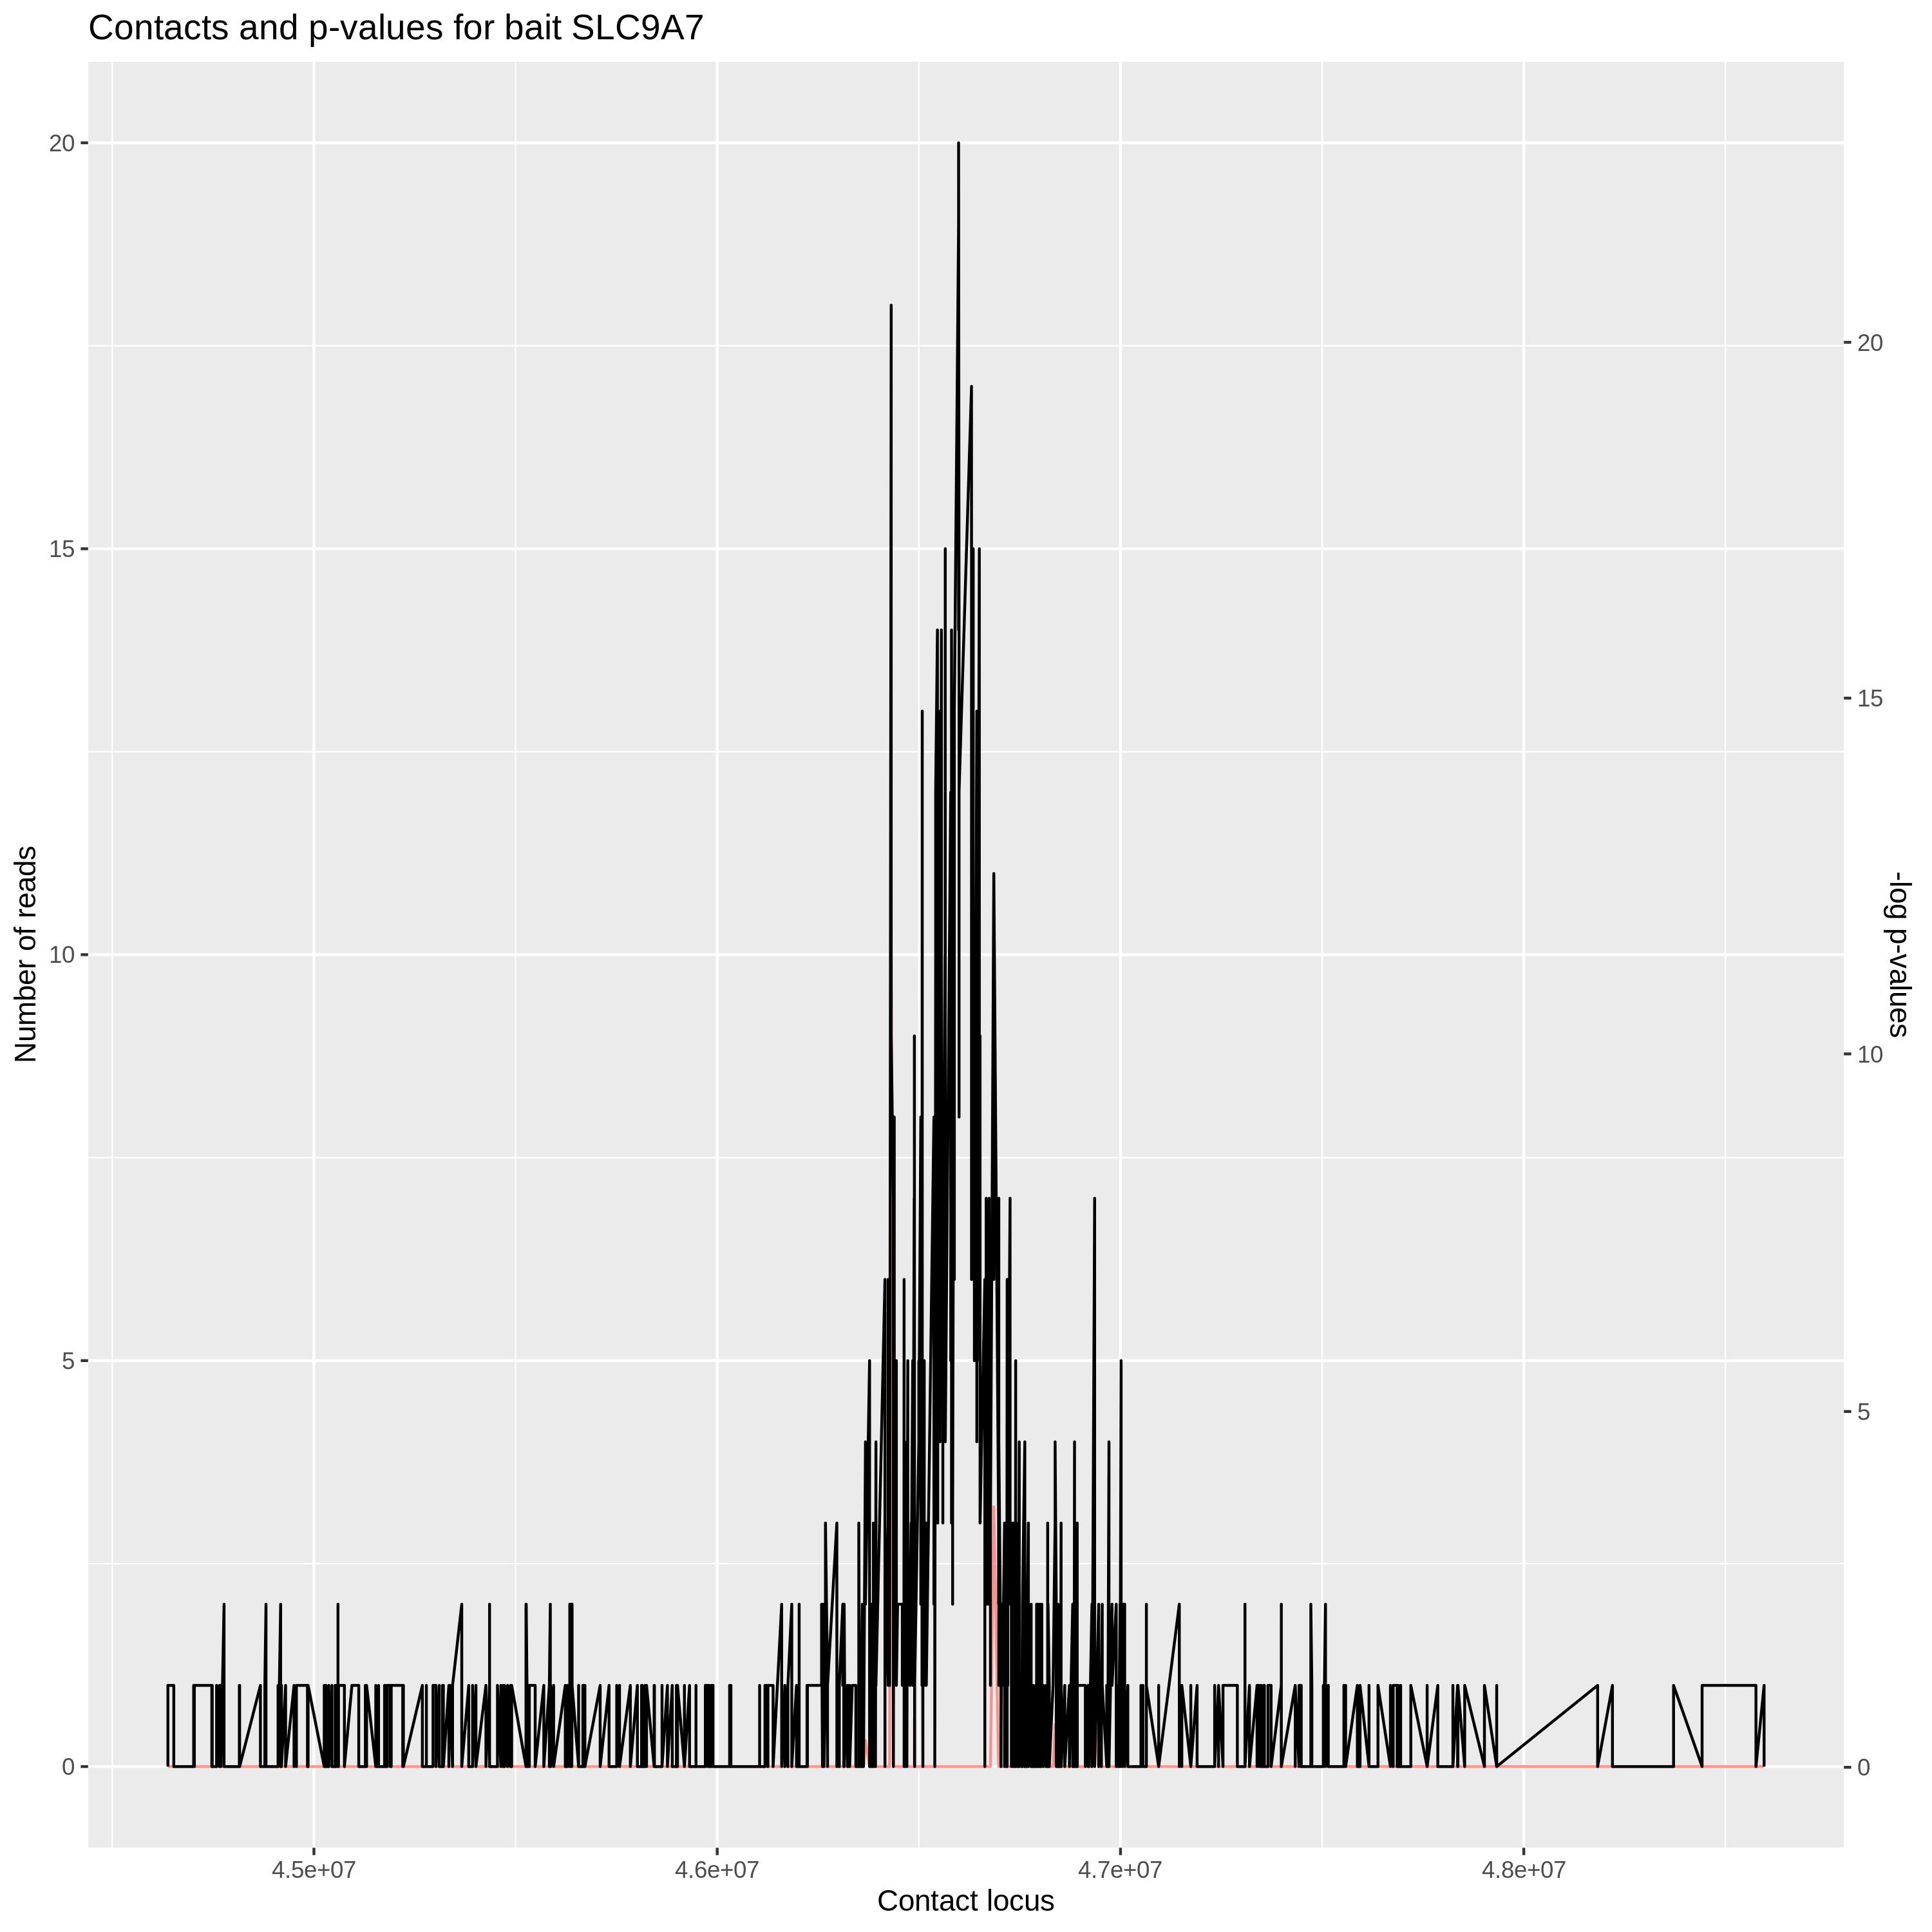 Contacts and p-values for bait SLC9A7
20
15
10
5
0
Number of reads
20
15
10
5
0
-log p-values
4.5e+07
4.6e+07
4.7e+07
4.8e+07
Contact locus